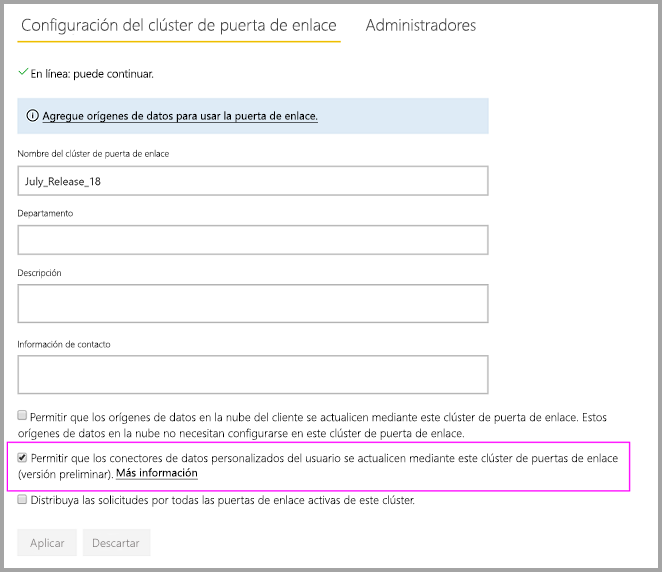 Configuración del clúster de puerta de enlace Administradores
En línea: puede continuar.
Agregue orígenes de datos para usar la puerta de enlace.
Nombre del clúster de puerta de enlace
July_Release_18
Departamento
Descripción
Información de contacto
Permitir que los orígenes de datos en la nube del cliente se actualicen mediante este clúster de puerta de enlace. Estos
orígenes de datos en la nube no necesitan configurarse en este clúster de puerta de enlace.
Permitir que los conectores de datos personalizados del usuario se actualicen mediante este clúster de puertas de enlace
(versión preliminar). Más información
Distribuya las solicitudes por todas las puertas de enlace activas de este clúster.
Aplicar Descartar